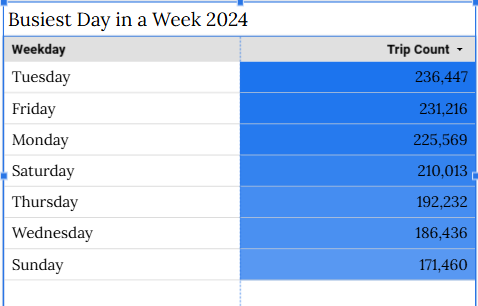 Busiest Day in a Week 2024
Weekday Trip Count
Tuesday 236,447
Friday 231,216
Monday 225,569
Saturday 210,013
Thursday 192,232
Wednesday 186,436
Sunday 171,460